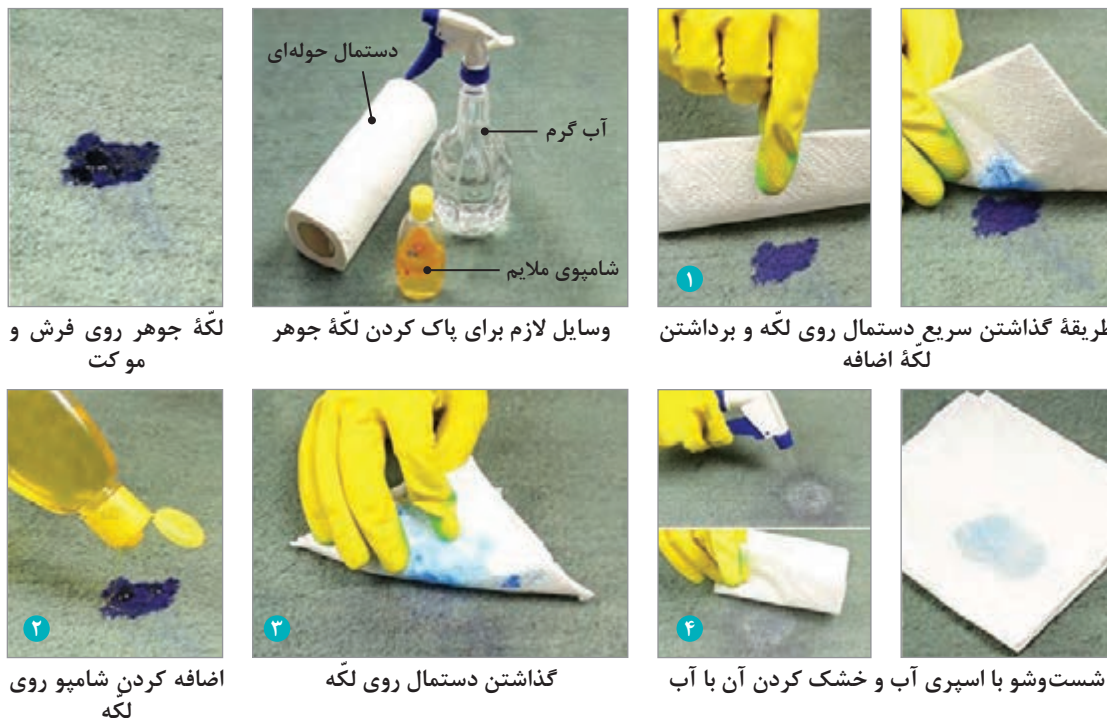 دستمال حوله‌ای
آب گرم
شامپوی ملایم
۱
لکّهٔ جوهر روی فرش و
موکت
وسایل لازم برای پاک کردن لکّهٔ جوهر
طریقهٔ گذاشتن سریع دستمال روی لکّه و برداشتن
لکّهٔ اضافه
۲
۳
۴
اضافه کردن شامپو روی
لکّه
گذاشتن دستمال روی لکّه
شست‌وشو با اسپری آب و خشک کردن آن با آب